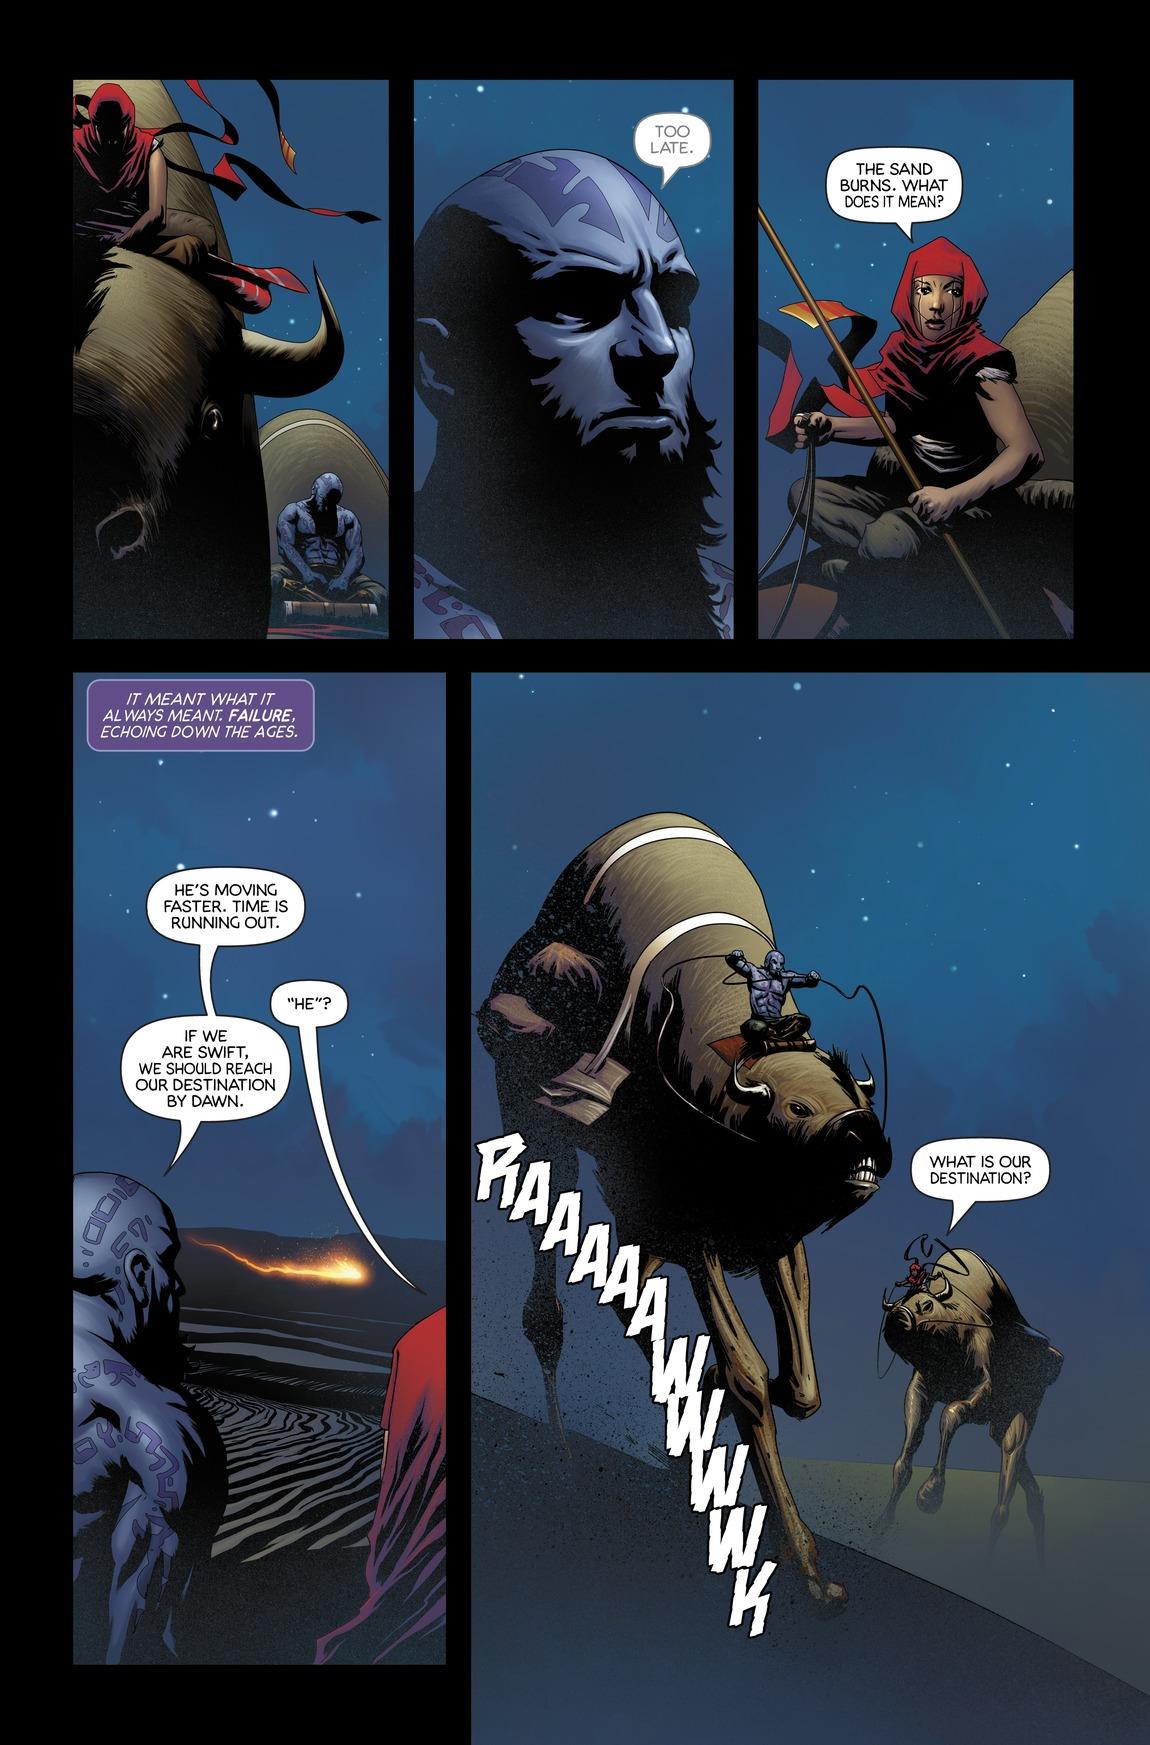 TOO
LATE.
THE SAND
BURNS. WHAT
DOES IT MEAN?
IT MEANT WHAT IT
ALWAYS MEANT. FAILURE,
ECHOING DOWN THE AGES.
HE'S MOVING
FASTER. TIME IS
RUNNING OUT.
"HE"?
IF WE
ARE SWIFT,
WE SHOULD REACH
OUR DESTINATION
BY DAWN.
RAAAAAAWWWWK
WHAT IS OUR
DESTINATION?